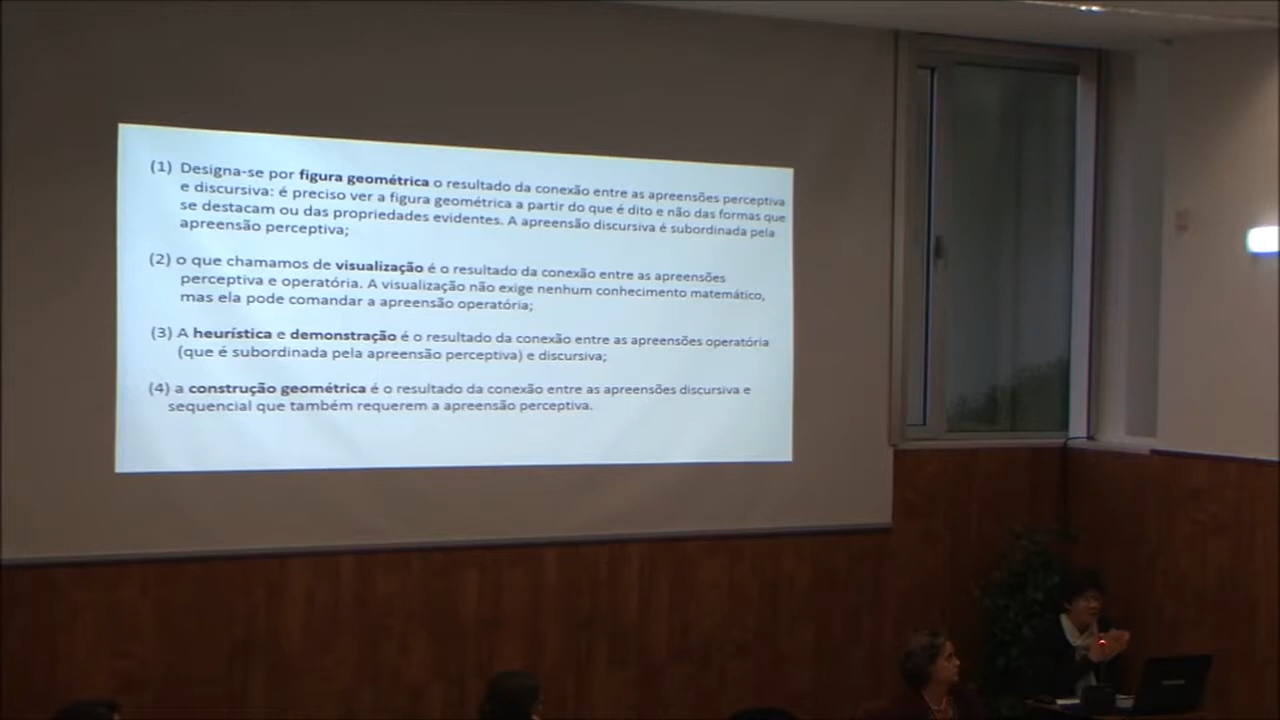 (1) Designa-se por figura geométrica o resultado da conexão entre as apreensões perceptiva
e discursiva: é preciso ver a figura geométrica a partir do que é dito e não das formas que
se destacam ou das propriedades evidentes. A apreensão discursiva é subordinada pela
apreensão perceptiva;
(2) o que chamamos de visualização é o resultado da conexão entre as apreensões
perceptiva e operatória. A visualização não exige nenhum conhecimento matemático,
mas ela pode comandar a apreensão operatória;
(3) A heurística e demonstração é o resultado da conexão entre as apreensões operatória
(que é subordinada pela apreensão perceptiva) e discursiva;
(4) a construção geométrica é o resultado da conexão entre as apreensões discursiva e
sequencial que também requerem a apreensão perceptiva.